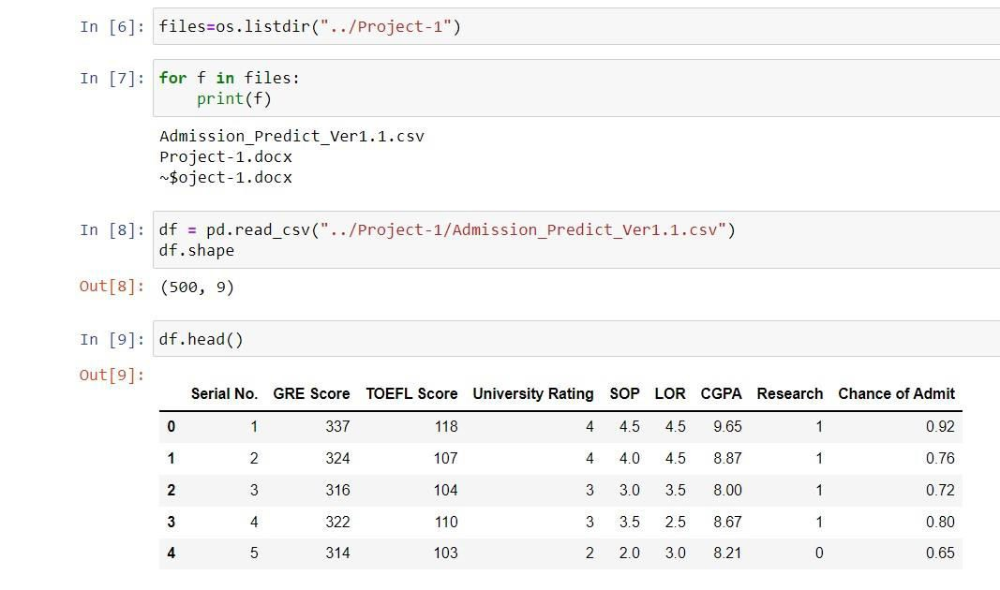 In [6]: files=os.listdir("../Project-1")
In [7]: for f in files:
    print(f)
Admission_Predict_Ver1.1.csv
Project-1.docx
~$oject-1.docx
In [8]: df = pd.read_csv("../Project-1/Admission_Predict_Ver1.1.csv")
df.shape
Out[8]: (500, 9)
In [9]: df.head()
Out[9]:
Serial No. GRE Score TOEFL Score University Rating SOP LOR CGPA Research Chance of Admit
0 1 337 118 4 4.5 4.5 9.65 1 0.92
1 2 324 107 4 4.0 4.5 8.87 1 0.76
2 3 316 104 3 3.0 3.5 8.00 1 0.72
3 4 322 110 3 3.5 2.5 8.67 1 0.80
4 5 314 103 2 2.0 3.0 8.21 0 0.65